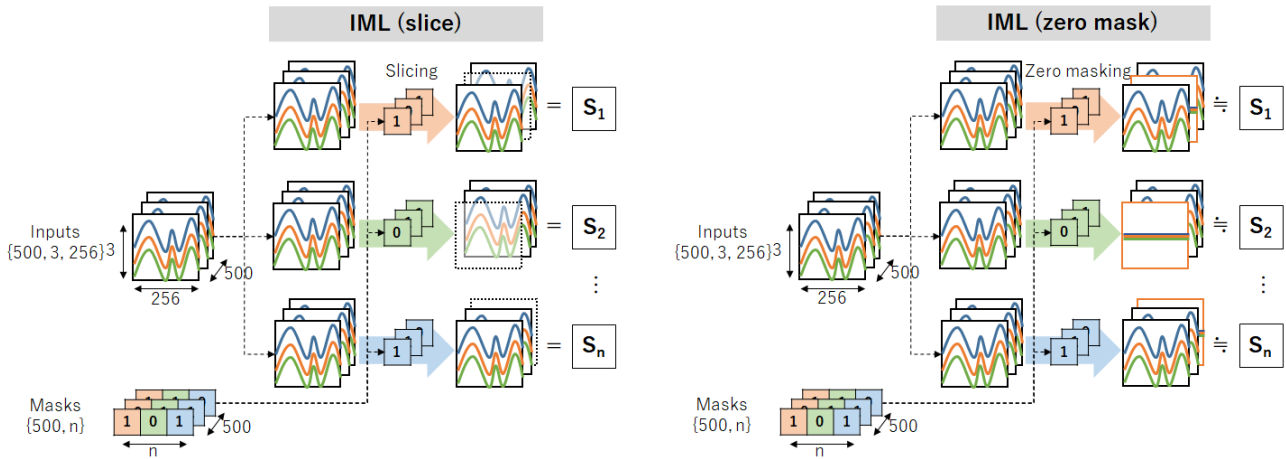 IML (slice)
Slicing
1
= S1
Inputs
{500, 3, 256}
3
256
500
0
= S2
⋮
1
= Sn
Masks
{500, n}
1 0 1
n
500
IML (zero mask)
Zero masking
1
≒ S1
Inputs
{500, 3, 256}
3
256
500
0
≒ S2
⋮
1
≒ Sn
Masks
{500, n}
1 0 1
n
500